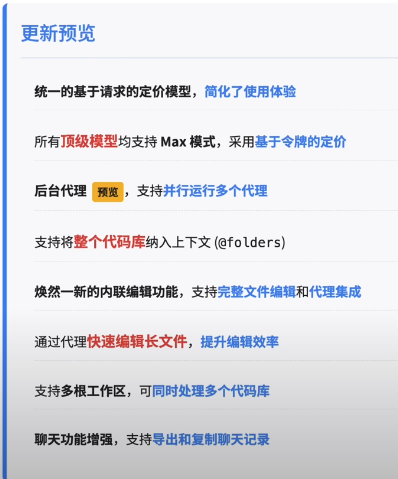 更新预览
统一的基于请求的定价模型，简化了使用体验
所有顶级模型均支持 Max 模式，采用基于令牌的定价
后台代理 预览，支持并行运行多个代理
支持将整个代码库纳入上下文 (@folders)
焕然一新的内联编辑功能，支持完整文件编辑和代理集成
通过代理快速编辑长文件，提升编辑效率
支持多根工作区，可同时处理多个代码库
聊天功能增强，支持导出和复制聊天记录